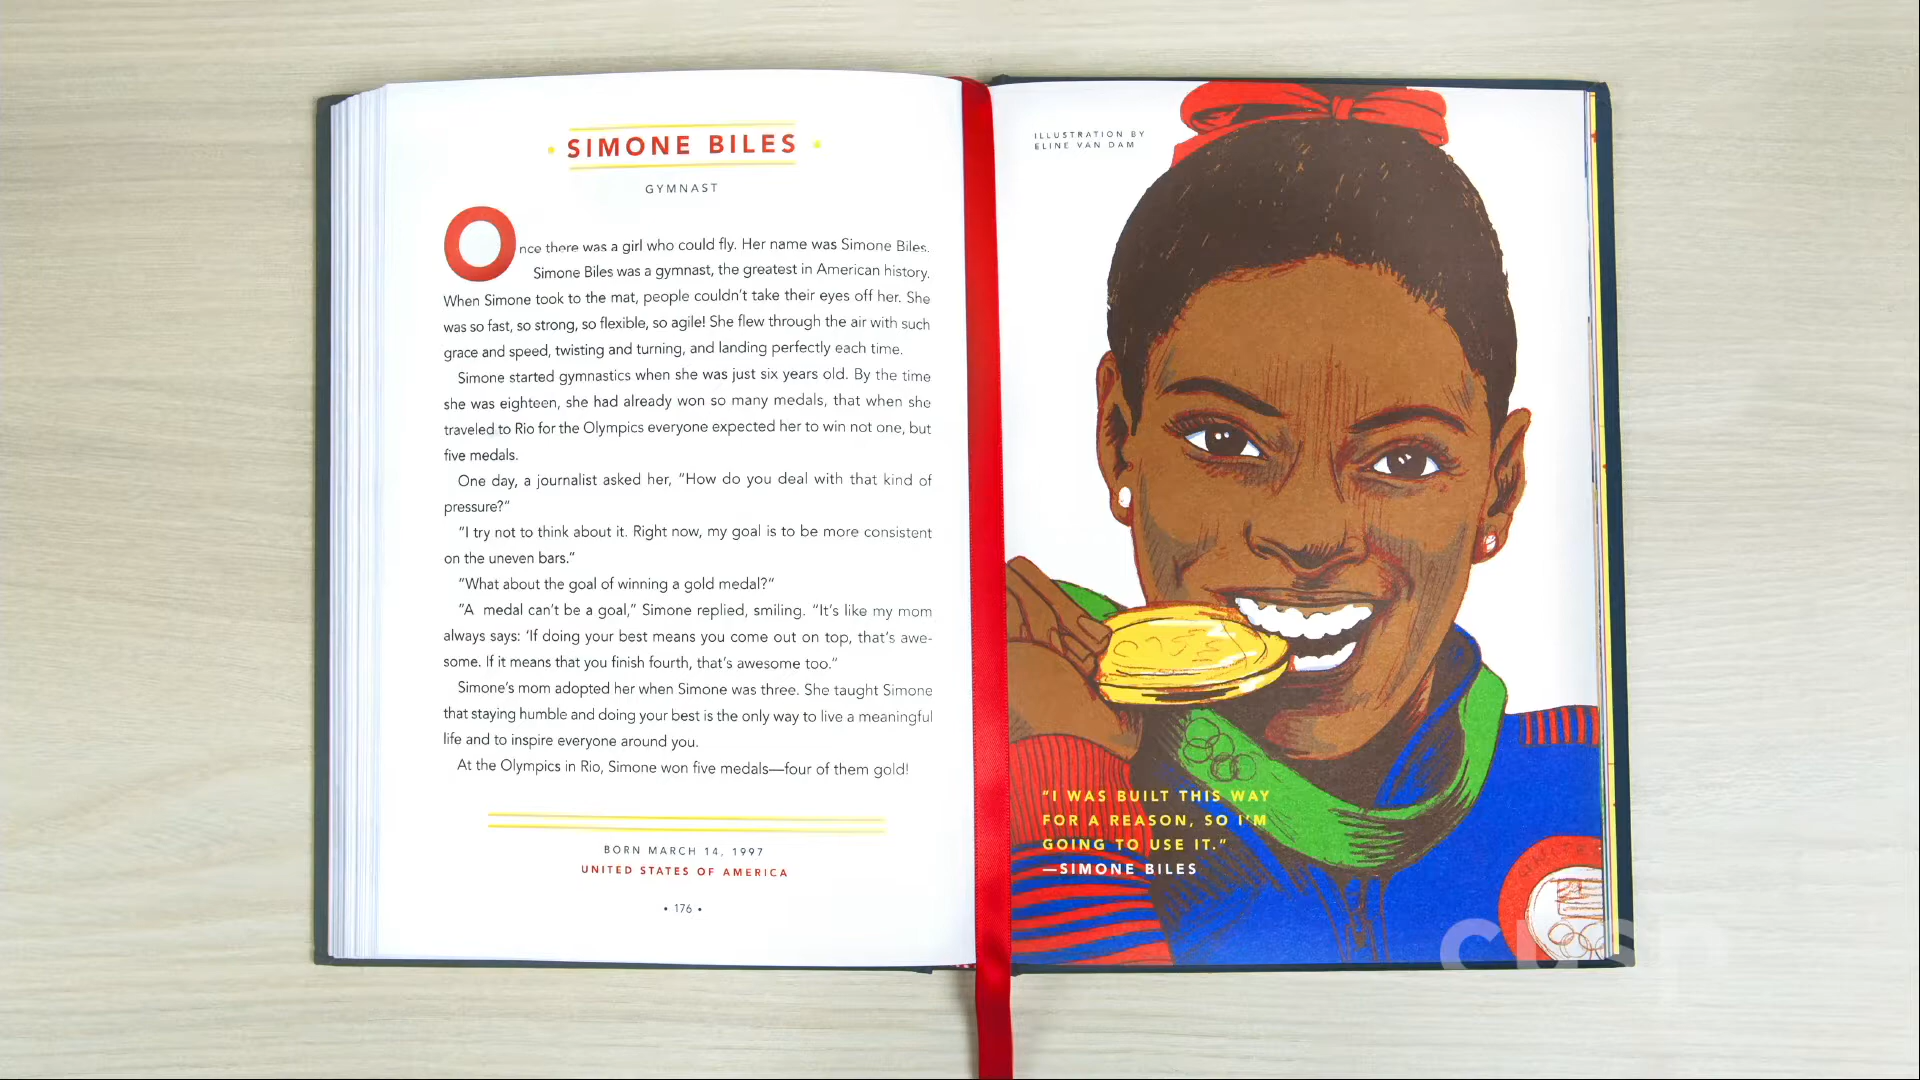 SIMONE BILES
GYMNAST
Once there was a girl who could fly. Her name was Simone Biles.
Simone Biles was a gymnast, the greatest in American history.
When Simone took to the mat, people couldn't take their eyes off her. She
was so fast, so strong, so flexible, so agile! She flew through the air with such
grace and speed, twisting and turning, and landing perfectly each time.
Simone started gymnastics when she was just six years old. By the time
she was eighteen, she had already won so many medals, that when she
traveled to Rio for the Olympics everyone expected her to win not one, but
five medals.
One day, a journalist asked her, "How do you deal with that kind of
pressure?"
"I try not to think about it. Right now, my goal is to be more consistent
on the uneven bars."
"What about the goal of winning a gold medal?"
"A medal can't be a goal," Simone replied, smiling. "It's like my mom
always says: 'If doing your best means you come out on top, that's awe-
some. If it means that you finish fourth, that's awesome too."
Simone's mom adopted her when Simone was three. She taught Simone
that staying humble and doing your best is the only way to live a meaningful
life and to inspire everyone around you.
At the Olympics in Rio, Simone won five medals—four of them gold!
BORN MARCH 14, 1997
UNITED STATES OF AMERICA
• 176 •
ILLUSTRATION BY
ELINE VAN DAM
"I WAS BUILT THIS WAY
FOR A REASON, SO I'M
GOING TO USE IT."
—SIMONE BILES